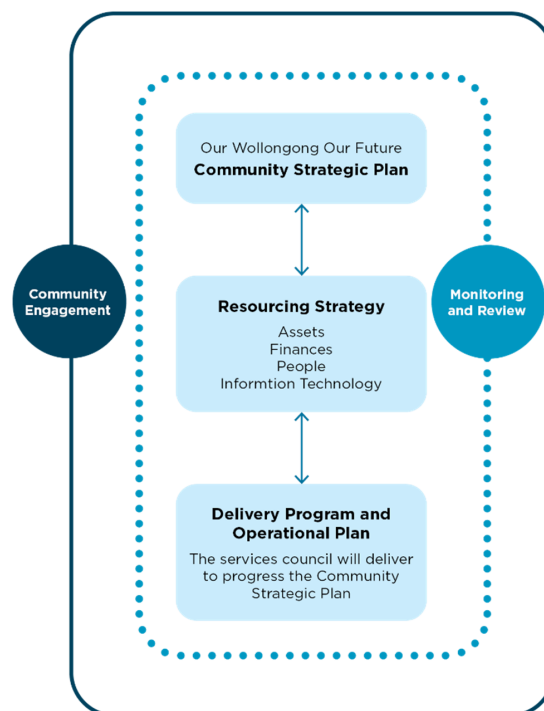 Our Wollongong Our Future
Community Strategic Plan
Community
Engagement
Resourcing Strategy
Assets
Finances
People
Informtion Technology
Monitoring
and Review
Delivery Program and
Operational Plan
The services council will deliver
to progress the Community
Strategic Plan